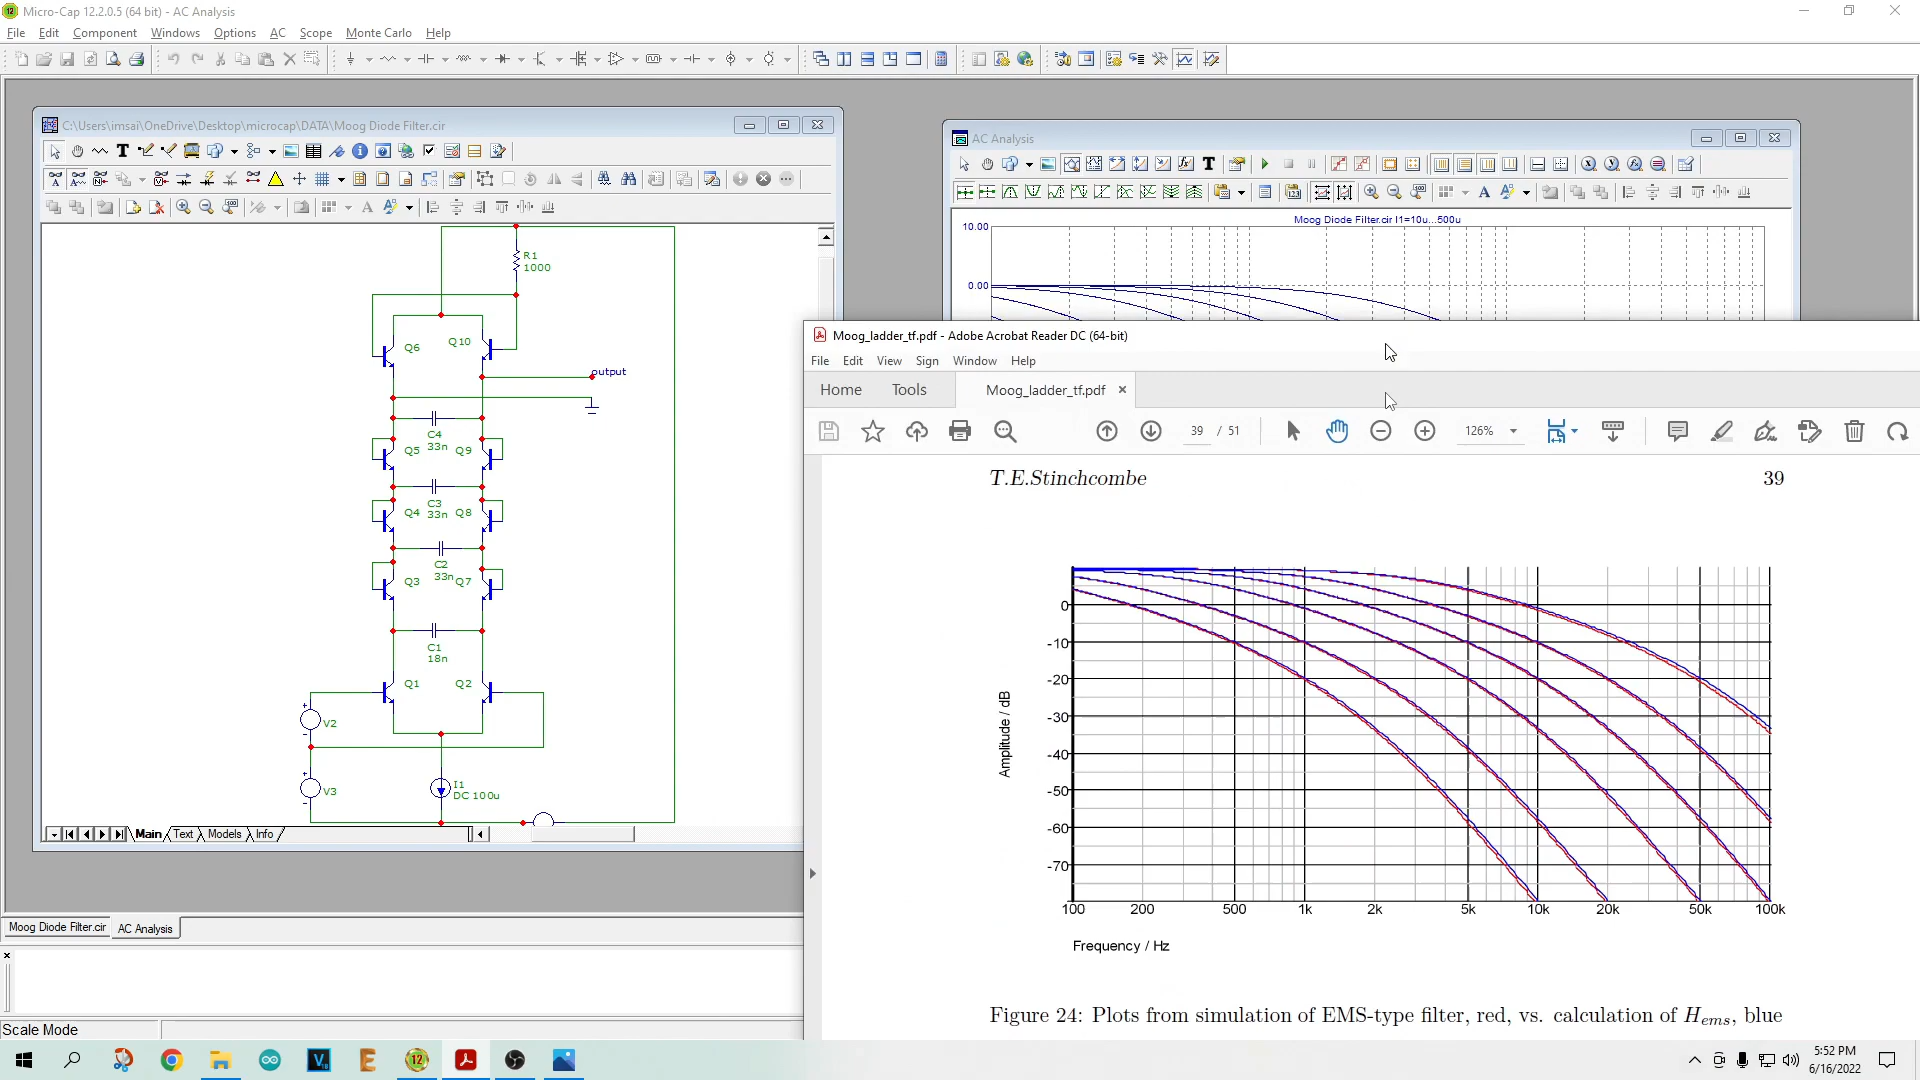 Micro-Cap 12.2.0.5 (64 bit) - AC Analysis
File Edit Component Windows Options AC Scope Monte Carlo Help
C:\Users\imsai\OneDrive\Desktop\microcap\DATA\Moog Diode Filter.cir
R1
1000
Q6
Q10
output
C4
33n
Q5
Q9
C3
33n
Q4
Q8
C2
33n
Q3
Q7
C1
18n
Q1
Q2
V2
V3
I1
DC 100u
Main Text Models Info
Moog Diode Filter.cir AC Analysis
Scale Mode
AC Analysis
Moog Diode Filter.cir I1=10u...500u
10.00
0.00
Moog_ladder_tf.pdf - Adobe Acrobat Reader DC (64-bit)
File Edit View Sign Window Help
Home Tools Moog_ladder_tf.pdf
39 / 51
126%
T.E.Stinchcombe 39
0
-10
-20
-30
-40
-50
-60
-70
Amplitude / dB
100 200 500 1k 2k 5k 10k 20k 50k 100k
Frequency / Hz
Figure 24: Plots from simulation of EMS-type filter, red, vs. calculation of Hems, blue
5:52 PM
6/16/2022